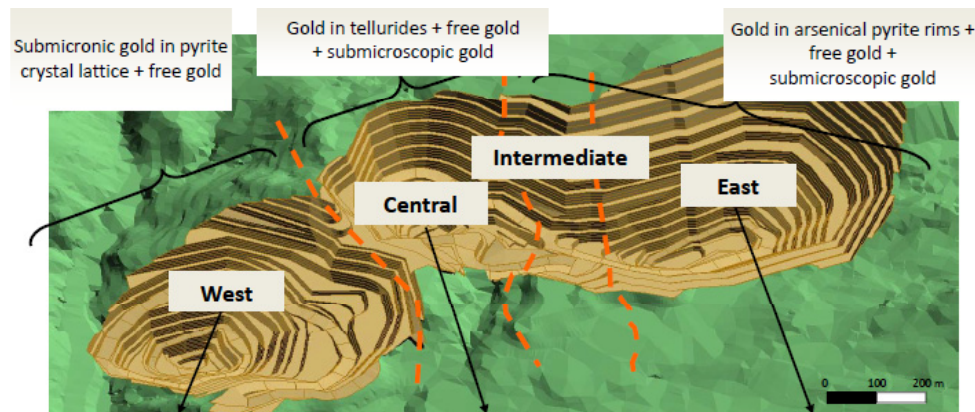 Submicronic gold in pyrite
crystal lattice + free gold
Gold in tellurides + free gold
+ submicroscopic gold
Gold in arsenical pyrite rims +
free gold +
submicroscopic gold
Intermediate
Central
East
West
0 100 200 m